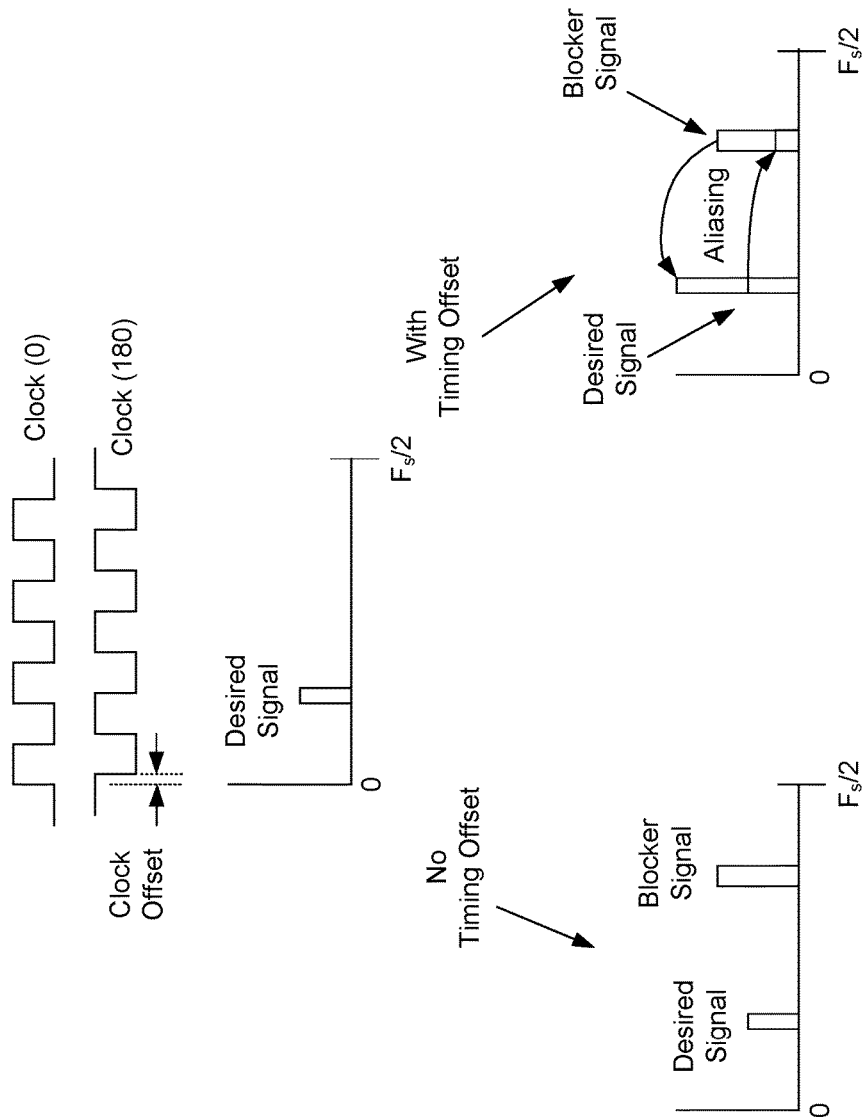 Clock (0)
Clock (180)
Clock
Offset
Desired
Signal
0
Fₛ/2
No
Timing Offset
Desired
Signal
Blocker
Signal
0
Fₛ/2
With
Timing Offset
Desired
Signal
Aliasing
Blocker
Signal
0
Fₛ/2